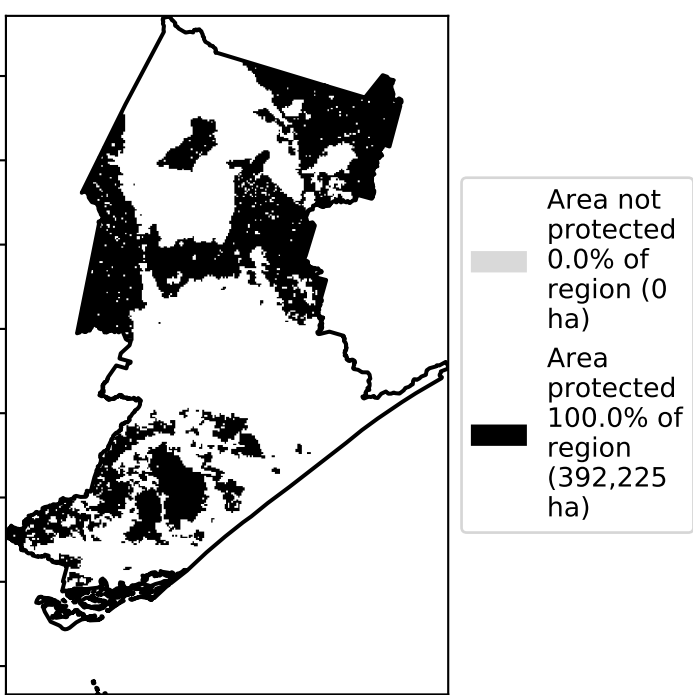 Area not
protected
0.0% of
region (0
ha)
Area
protected
100.0% of
region
(392,225
ha)